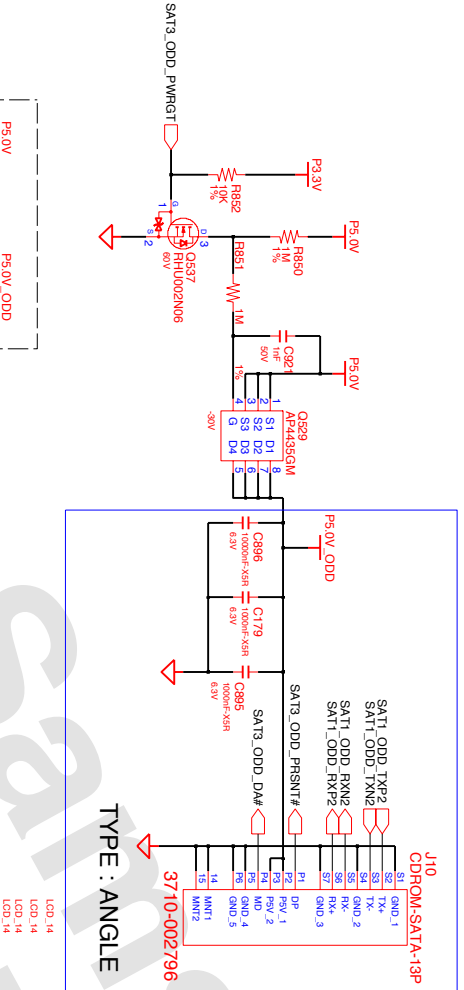 SAT3_ODD_PWRGT
P3.3V
R852
10K
1%
G
1
D
3
S
2
Q537
RHU002N06
60V
P5.0V
R850
1M
1%
R851
1M
1%
C921
1nF
50V
P5.0V
Q529
AP4435GM
1 S1 D1 8
2 S2 D2 7
3 S3 D3 6
4 G D4 5
-30V
P5.0V_ODD
C896
10000nF-X5R
6.3V
C179
1000nF-X5R
6.3V
C895
1000nF-X5R
6.3V
J10
CDROM-SATA-13P
SAT1_ODD_TXP2
SAT1_ODD_TXN2
SAT1_ODD_RXN2
SAT1_ODD_RXP2
SAT3_ODD_PRSNT#
SAT3_ODD_DA#
S1 GND_1
S2 TX+
S3 TX-
S4 GND_2
S5 RX-
S6 RX+
S7 GND_3
P1 DP
P2 P5V_1
P3 P5V_2
P4 MD
P5 GND_4
P6 GND_5
14 MNT1
15 MNT2
3710-002796
TYPE : ANGLE
P5.0V
P5.0V_ODD
LCD_14
LCD_14
LCD_14
LCD_14